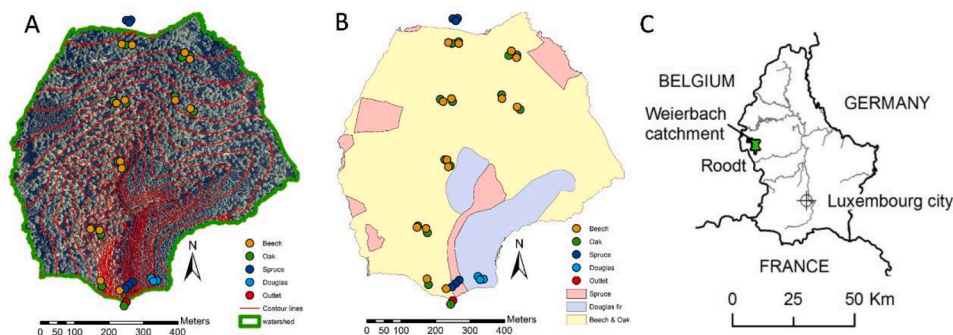 A
N
Beech
Oak
Spruce
Douglas
Outlet
Contour lines
watershed
Meters
0 50 100 200 300 400
B
N
Beech
Oak
Spruce
Douglas
Outlet
Spruce
Douglas fir
Beech & Oak
Meters
0 50 100 200 300 400
C
BELGIUM
GERMANY
Weierbach
catchment
Roodt
Luxembourg city
FRANCE
0 25 50 Km